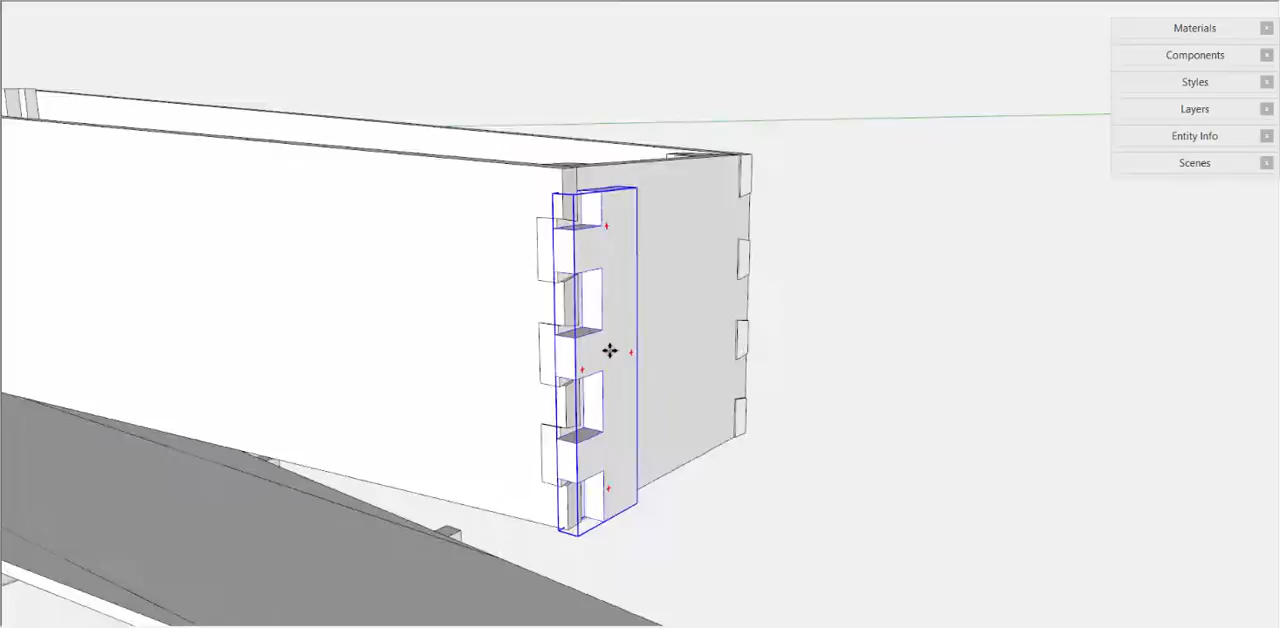 Materials
Components
Styles
Layers
Entity Info
Scenes